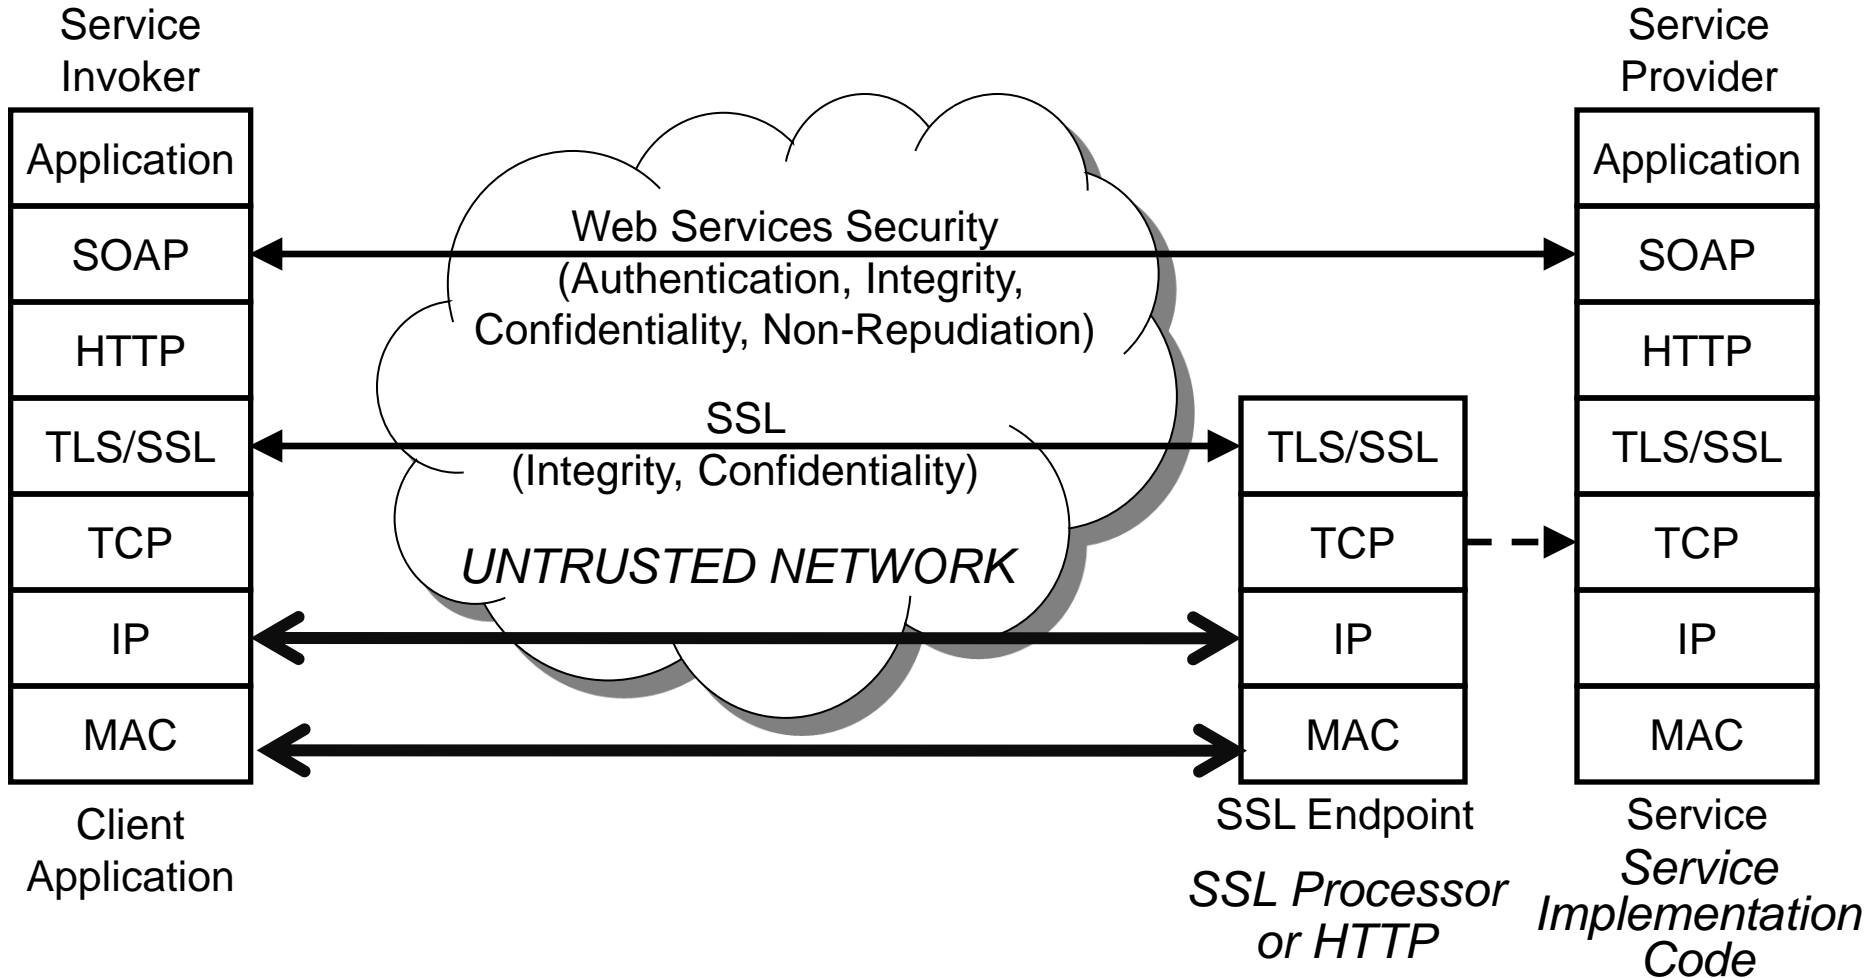 Service
Invoker
Application
SOAP
HTTP
TLS/SSL
TCP
IP
MAC
Client
Application
Web Services Security
(Authentication, Integrity,
Confidentiality, Non-Repudiation)
SSL
(Integrity, Confidentiality)
UNTRUSTED NETWORK
TLS/SSL
TCP
IP
MAC
SSL Endpoint
SSL Processor
or HTTP
Service
Provider
Application
SOAP
HTTP
TLS/SSL
TCP
IP
MAC
Service
Service
Implementation
Code